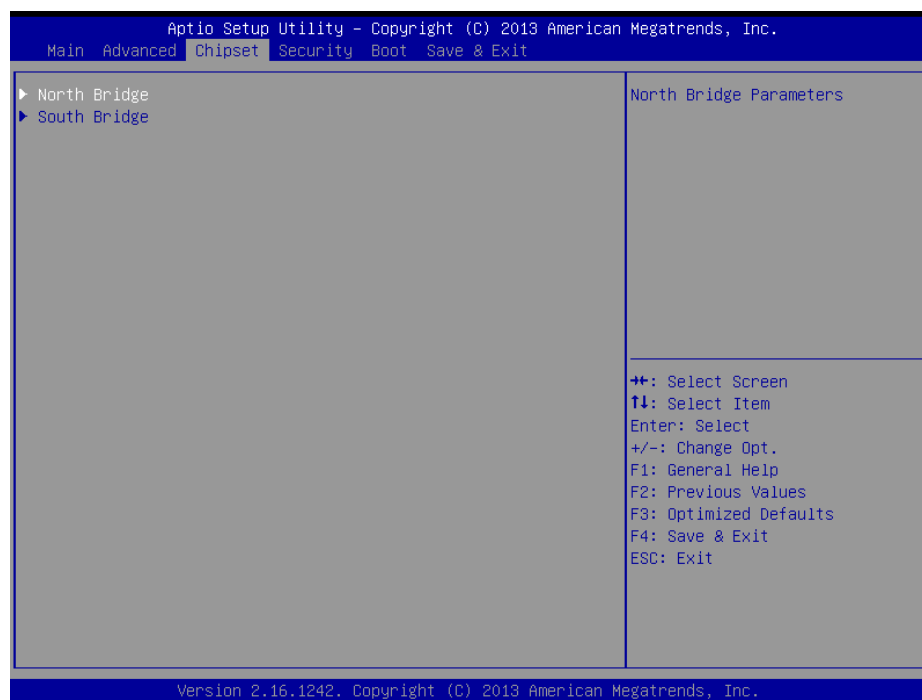 Aptio Setup Utility – Copyright (C) 2013 American Megatrends, Inc.
Main Advanced Chipset Security Boot Save & Exit
▶ North Bridge
▶ South Bridge
North Bridge Parameters
→←: Select Screen
↑↓: Select Item
Enter: Select
+/-: Change Opt.
F1: General Help
F2: Previous Values
F3: Optimized Defaults
F4: Save & Exit
ESC: Exit
Version 2.16.1242. Copyright (C) 2013 American Megatrends, Inc.